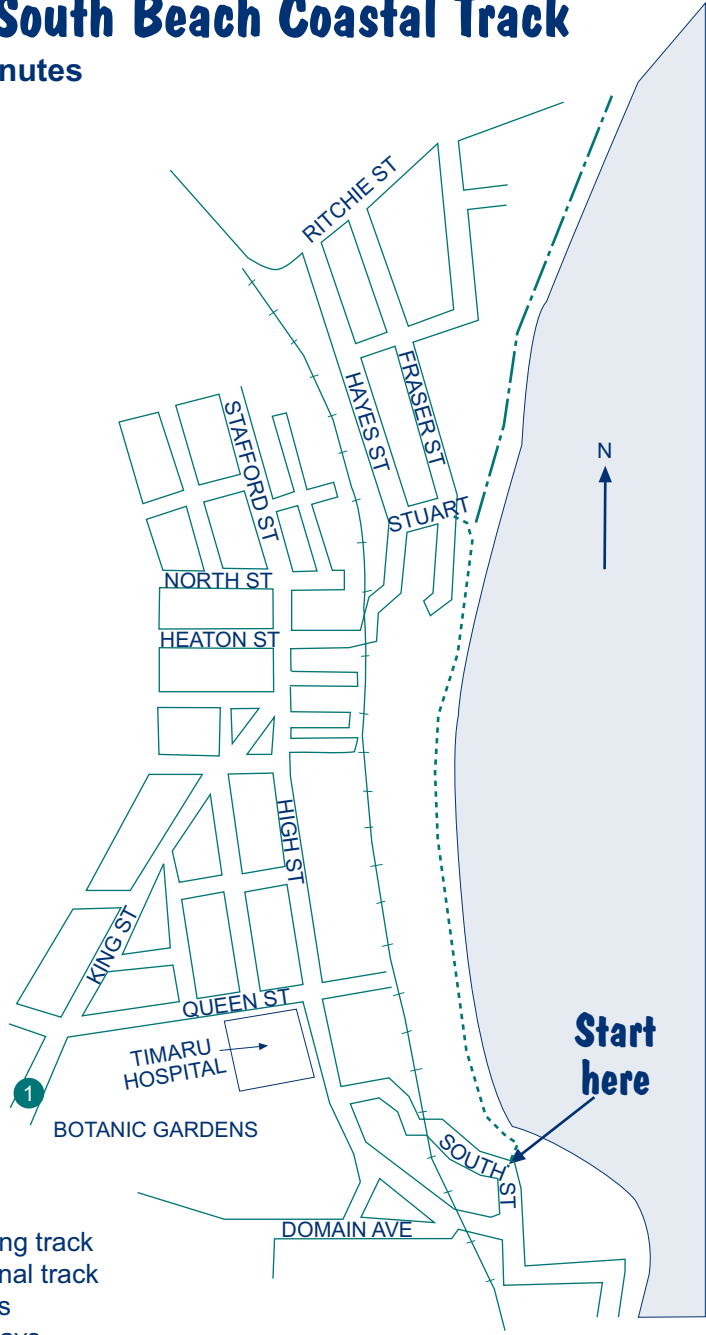 South Beach Coastal Track
nutes
RITCHIE ST
HAYES ST
FRASER ST
STAFFORD ST
N
STUART
NORTH ST
HEATON ST
HIGH ST
KING ST
QUEEN ST
TIMARU
HOSPITAL
Start
here
1
BOTANIC GARDENS
SOUTH ST
DOMAIN AVE
ng track
nal track
s